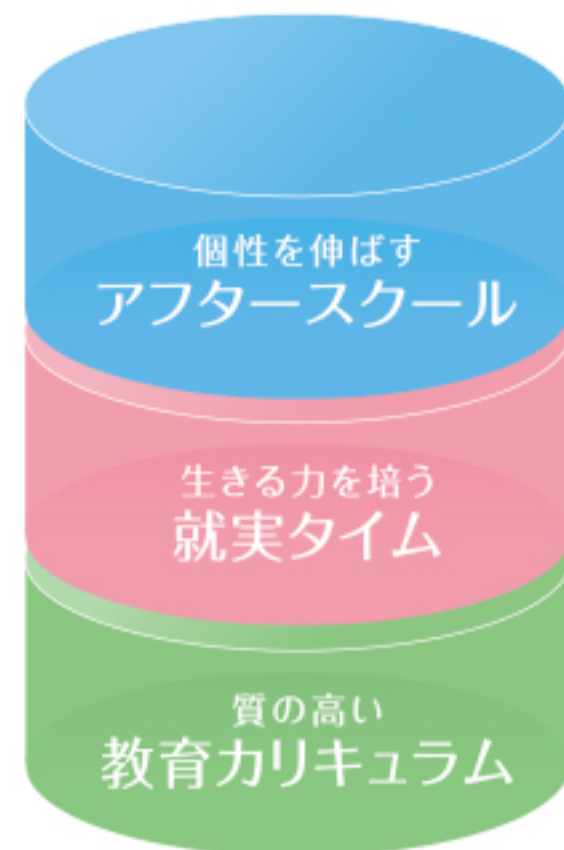 個性を伸ばす
アフタースクール
生きる力を培う
就実タイム
質の高い
教育カリキュラム